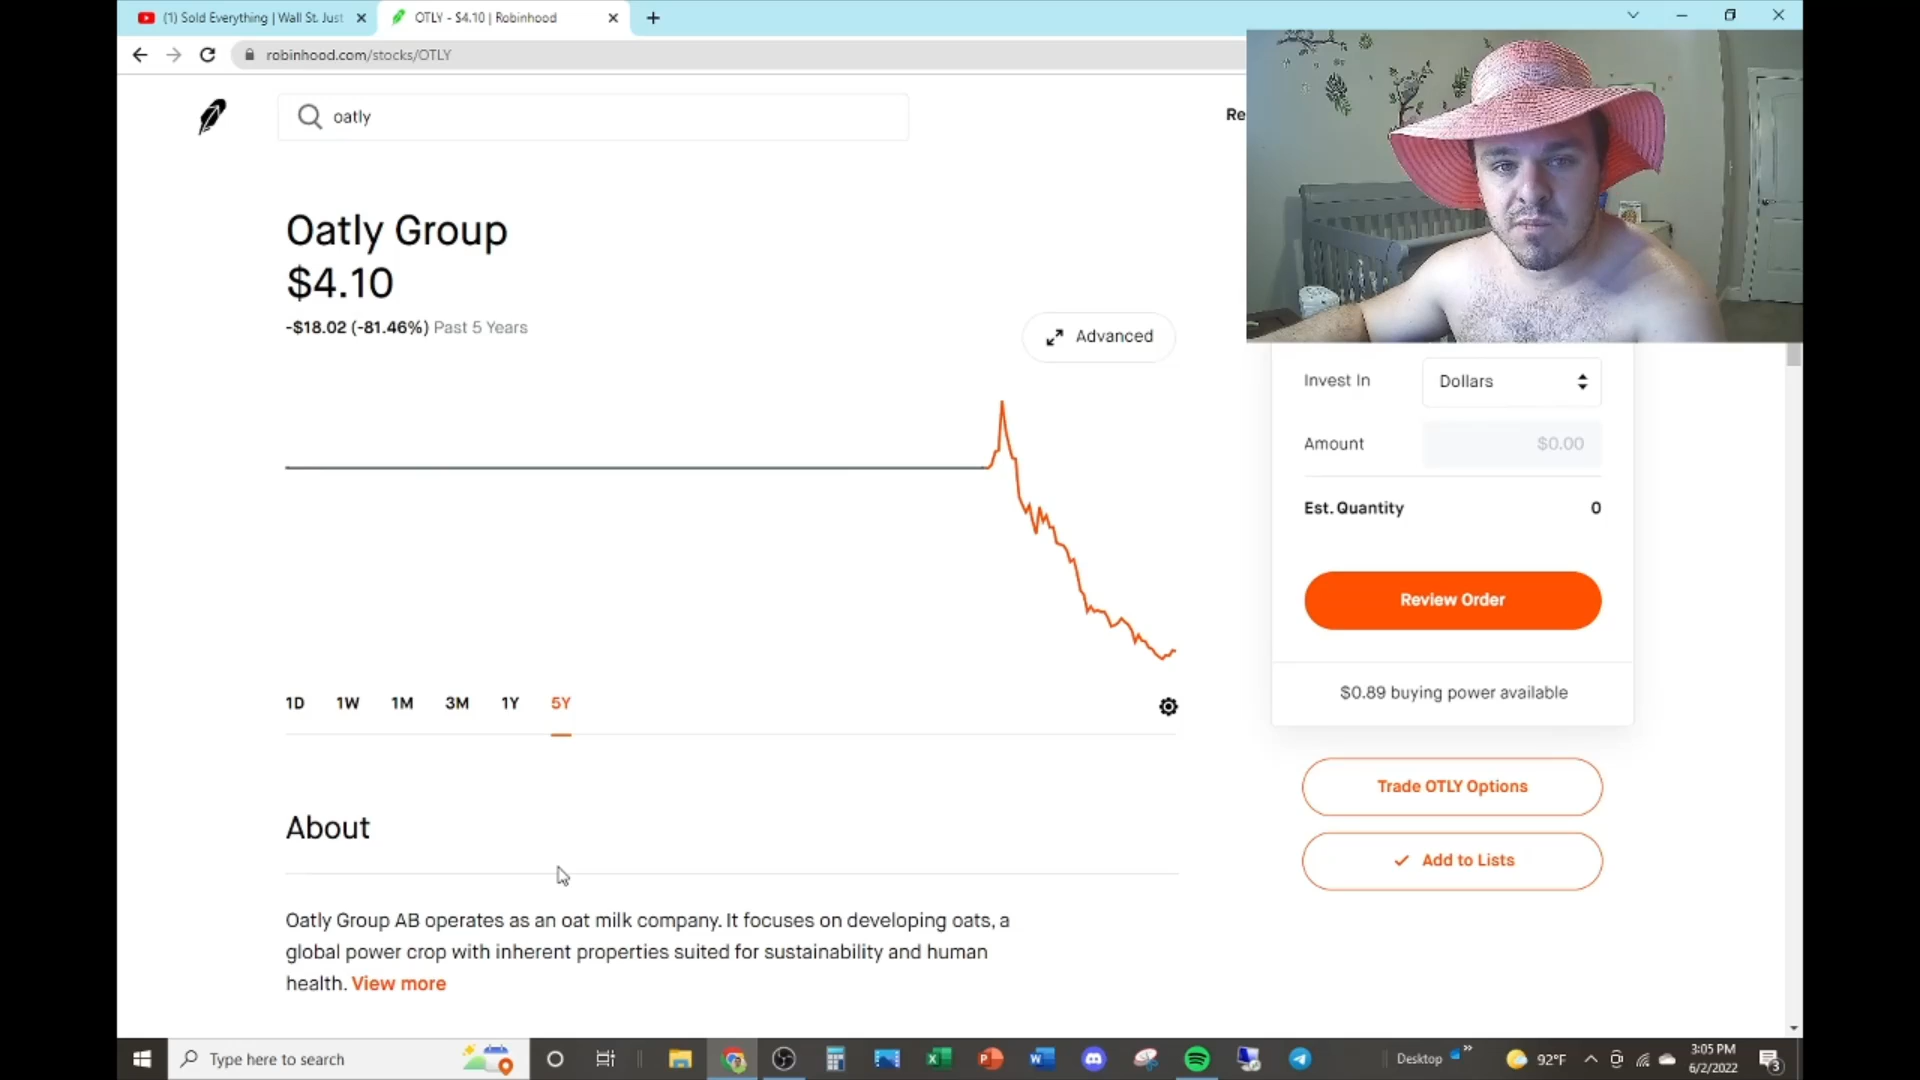 (1) Sold Everything | Wall St. Just
OTLY - $4.10 | Robinhood
robinhood.com/stocks/OTLY
oatly
Re
Oatly Group
$4.10
-$18.02 (-81.46%) Past 5 Years
Advanced
Invest In
Dollars
Amount
$0.00
Est. Quantity
0
Review Order
$0.89 buying power available
1D 1W 1M 3M 1Y 5Y
Trade OTLY Options
Add to Lists
About
Oatly Group AB operates as an oat milk company. It focuses on developing oats, a
global power crop with inherent properties suited for sustainability and human
health. View more
Type here to search
Desktop
92°F
3:05 PM
6/2/2022
3